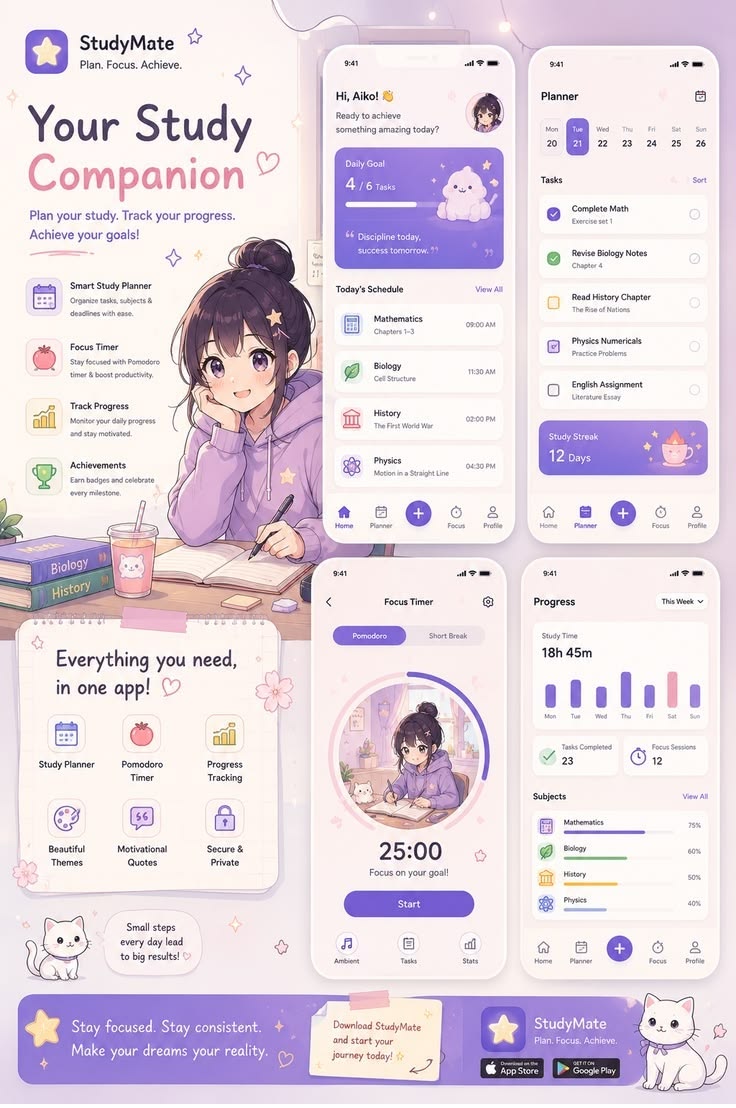 StudyMate
Plan. Focus. Achieve.
Your Study
Companion
Plan your study. Track your progress.
Achieve your goals!
Smart Study Planner
Organize tasks, subjects &
deadlines with ease.
Focus Timer
Stay focused with Pomodoro
timer & boost productivity.
Track Progress
Monitor your daily progress
and stay motivated.
Achievements
Earn badges and celebrate
every milestone.
Math
Biology
History
9:41
Hi, Aiko!
Ready to achieve
something amazing today?
Daily Goal
4 / 6 Tasks
“ Discipline today,
success tomorrow. ”
Today's Schedule
View All
Mathematics
Chapters 1–3
09:00 AM
Biology
Cell Structure
11:30 AM
History
The First World War
02:00 PM
Physics
Motion in a Straight Line
04:30 PM
Home
Planner
Focus
Profile
9:41
Planner
Mon Tue Wed Thu Fri Sat Sun
20 21 22 23 24 25 26
Tasks
Sort
Complete Math
Exercise set 1
Revise Biology Notes
Chapter 4
Read History Chapter
The Rise of Nations
Physics Numericals
Practice Problems
English Assignment
Literature Essay
Study Streak
12 Days
Home
Planner
Focus
Profile
Everything you need,
in one app!
Study Planner
Pomodoro
Timer
Progress
Tracking
Beautiful
Themes
Motivational
Quotes
Secure &
Private
Small steps
every day lead
to big results!
9:41
Focus Timer
Pomodoro
Short Break
25:00
Focus on your goal!
Start
Ambient
Tasks
Stats
9:41
Progress
This Week
Study Time
18h 45m
Mon Tue Wed Thu Fri Sat Sun
Tasks Completed
23
Focus Sessions
12
Subjects
View All
Mathematics
75%
Biology
60%
History
50%
Physics
40%
Home
Planner
Focus
Profile
Stay focused. Stay consistent.
Make your dreams your reality.
Download StudyMate
and start your
journey today!
StudyMate
Plan. Focus. Achieve.
Download on the
App Store
GET IT ON
Google Play